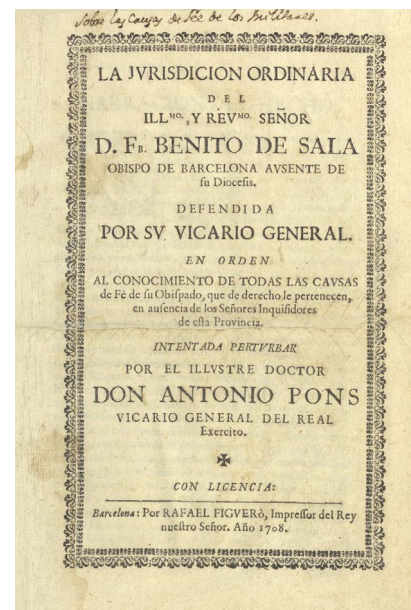 Sobre las Causas de Fée de los Militares.
LA JVRISDICION ORDINARIA
DEL
ILL^MO., Y REV^MO. SEÑOR
D. FR. BENITO DE SALA
OBISPO DE BARCELONA AVSENTE DE
ſu Diocesis.
DEFENDIDA
POR SV VICARIO GENERAL.
EN ORDEN
AL CONOCIMIENTO DE TODAS LAS CAVSAS
de Fè de ſu Obiſpado, que de derecho le pertenecen,
en auſencia de los Señores Inquiſidores
de eſta Provincia.
INTENTADA PERTVRBAR
POR EL ILLVSTRE DOCTOR
DON ANTONIO PONS
VICARIO GENERAL DEL REAL
Exercito.
CON LICENCIA:
Barcelona: Por RAFAEL FIGVERÒ, Impreſſor del Rey
nueſtro Señor. Año 1708.